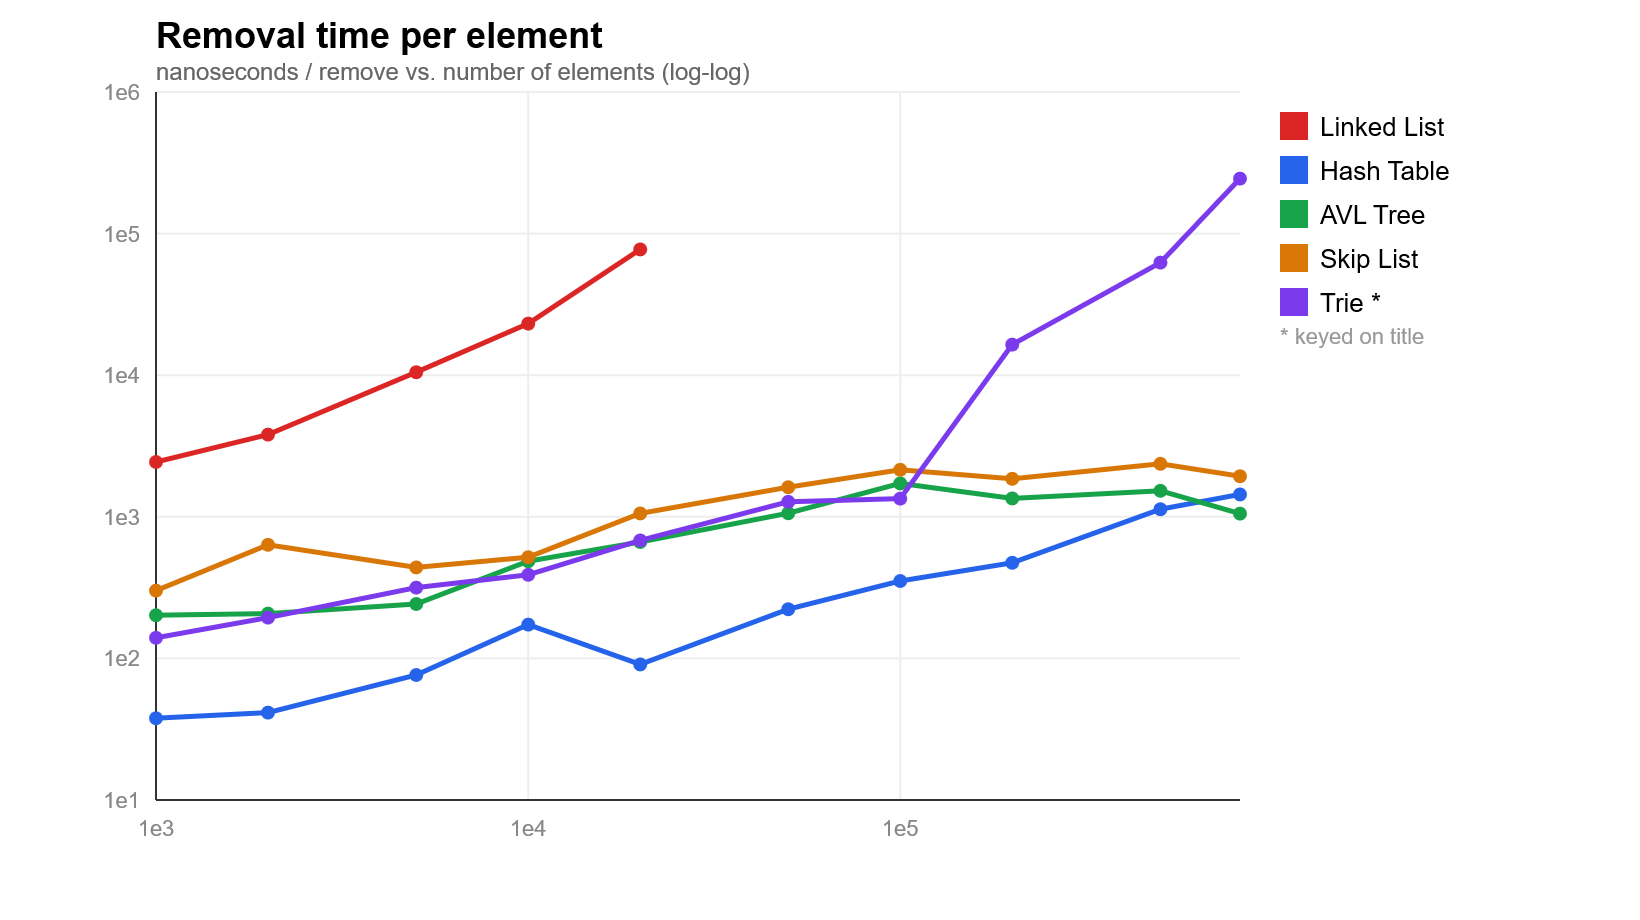 Removal time per element
nanoseconds / remove vs. number of elements (log-log)
1e6
1e5
1e4
1e3
1e2
1e1
1e3
1e4
1e5
Linked List
Hash Table
AVL Tree
Skip List
Trie *
* keyed on title